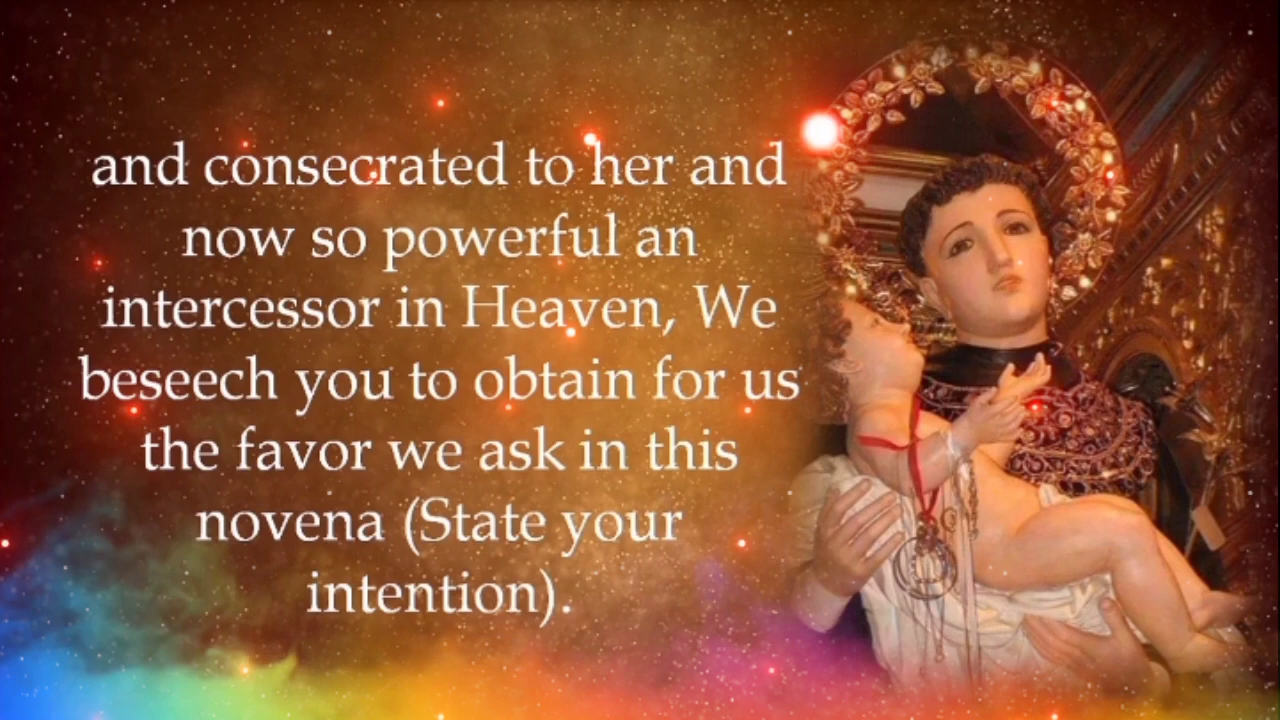 and consecrated to her and
now so powerful an
intercessor in Heaven, We
beseech you to obtain for us
the favor we ask in this
novena (State your
intention).